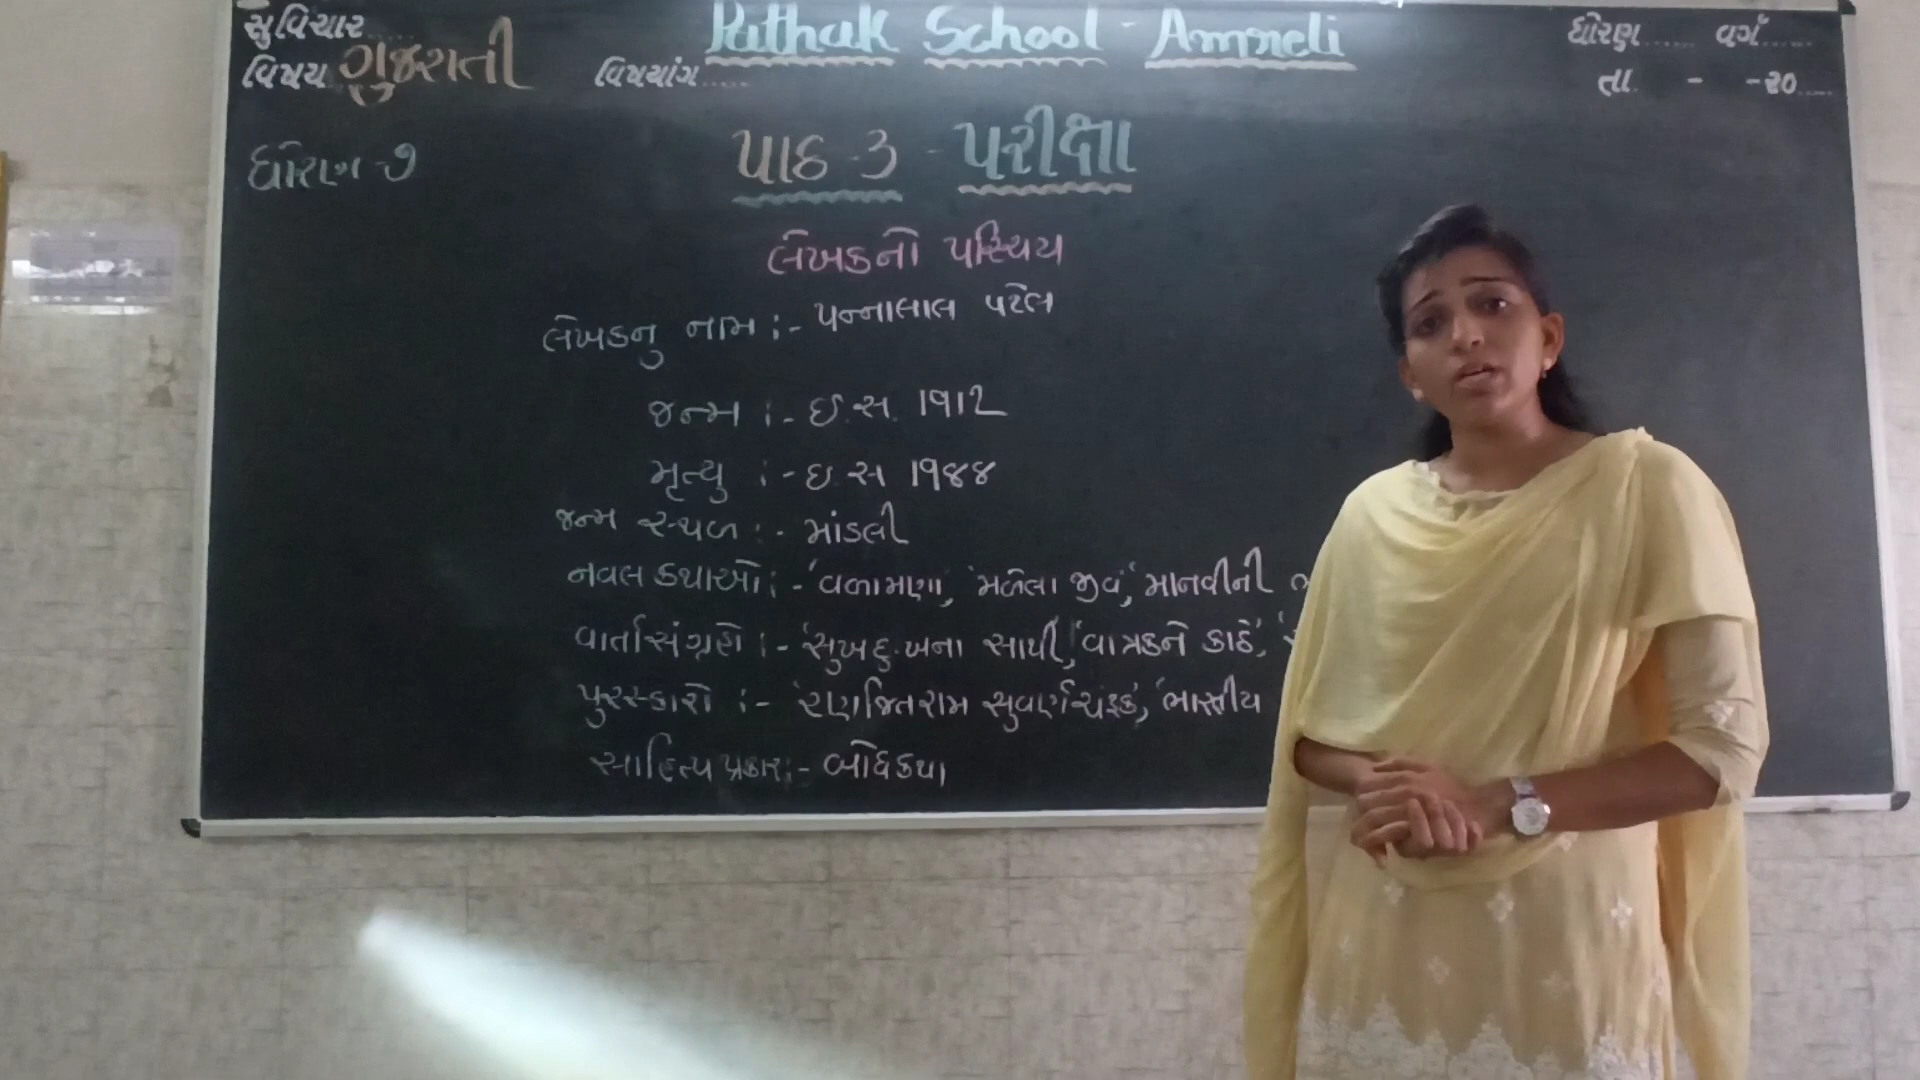 સુવિચાર......
Pathak School - Amreli
ધોરણ...... વર્ગ......
વિષય ગુજરાતી
વિષયાંગ.....
તા. - -૨૦....
ધોરણ-૭
પાઠ-૩ - પરીક્ષા
લેખકનો પરિચય
લેખકનુ નામ :- પન્નાલાલ પટેલ
જન્મ :- ઈ.સ. ૧૯૧૨
મૃત્યુ :- ઇ.સ ૧૯૮૮
જન્મ સ્થળ :- માંડલી
નવલકથાઓ :- 'વળામણા', 'મળેલા જીવ', માનવીની
વાર્તાસંગ્રહો :- 'સુખદુ:ખના સાથી', 'વાત્રકને કાંઠે',
પુરસ્કારો :- 'રણજિતરામ સુવર્ણચંદ્રક', 'ભારતીય
સાહિત્ય પ્રકાર :- બોધકથા